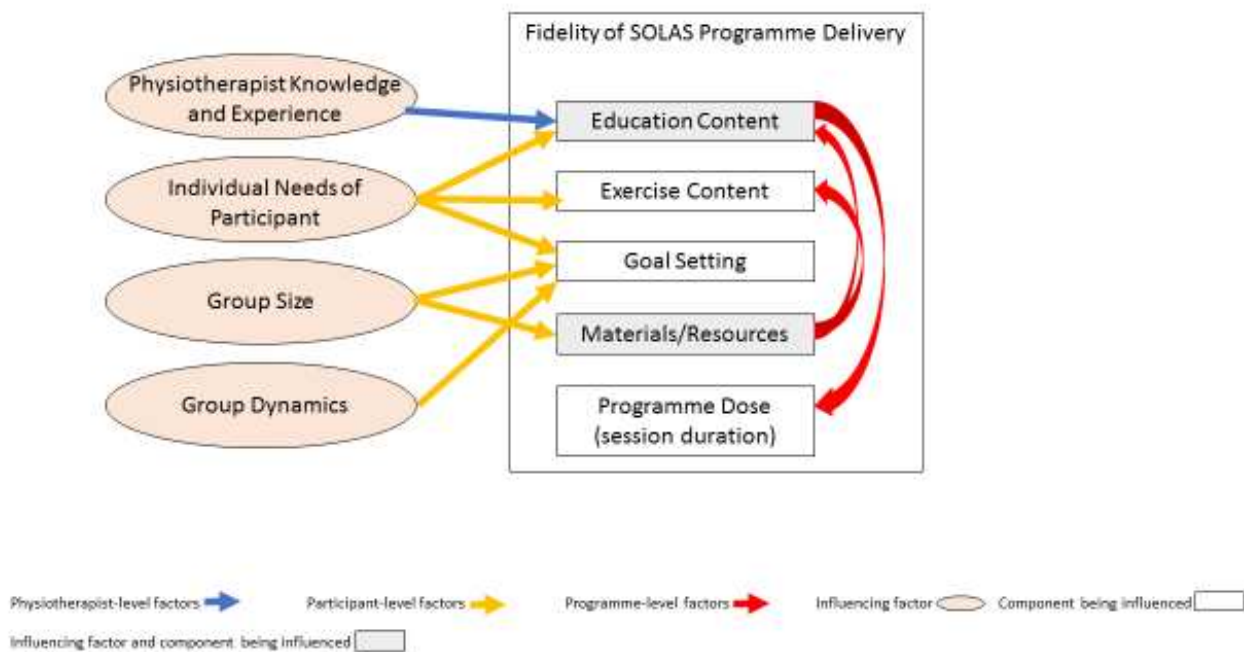 Fidelity of SOLAS Programme Delivery
Physiotherapist Knowledge
and Experience
Education Content
Individual Needs of
Participant
Exercise Content
Goal Setting
Group Size
Materials/Resources
Group Dynamics
Programme Dose
(session duration)
Physiotherapist-level factors
Participant-level factors
Programme-level factors
Influencing factor
Component being influenced
Influencing factor and component being influenced